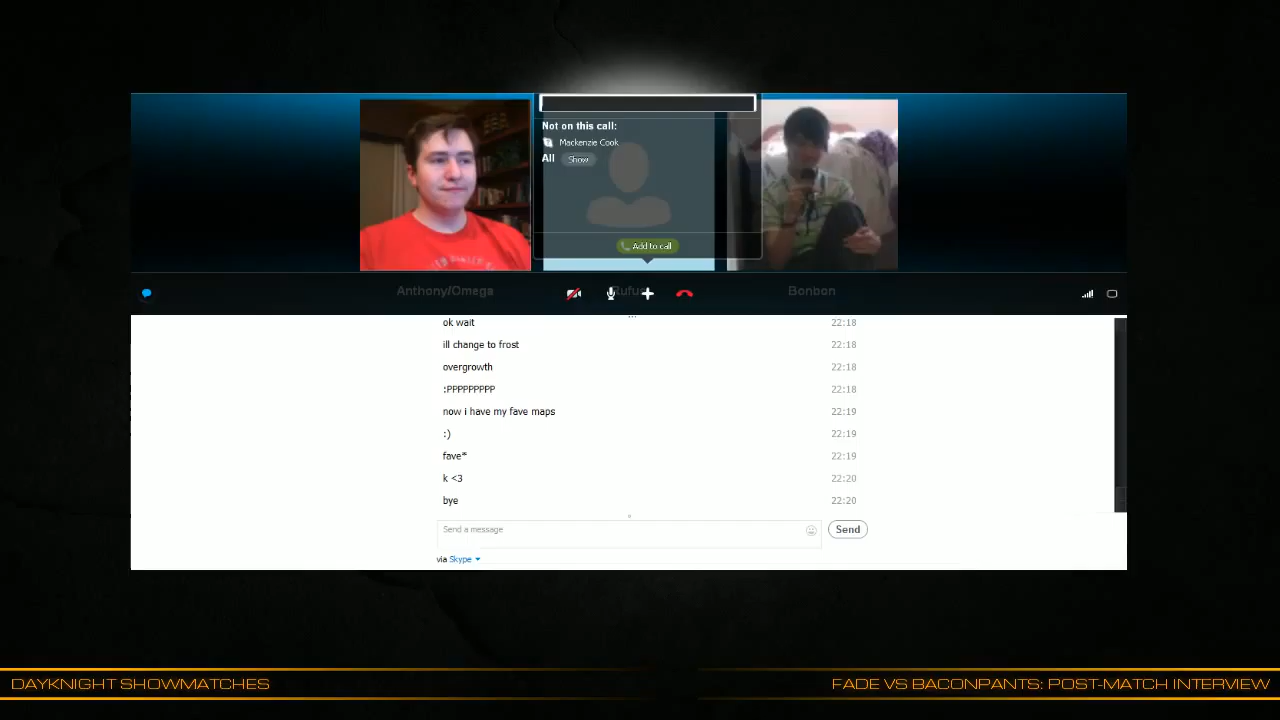 Not on this call:
Mackenzie Cook
All Show
Add to call
Anthony/Omega
Rufus
Bonbon
ok wait 22:18
ill change to frost 22:18
overgrowth 22:18
:PPPPPPPPP 22:18
now i have my fave maps 22:19
:) 22:19
fave* 22:19
k <3 22:20
bye 22:20
Send a message Send
via Skype
DAYKNIGHT SHOWMATCHES
FADE VS BACONPANTS: POST-MATCH INTERVIEW